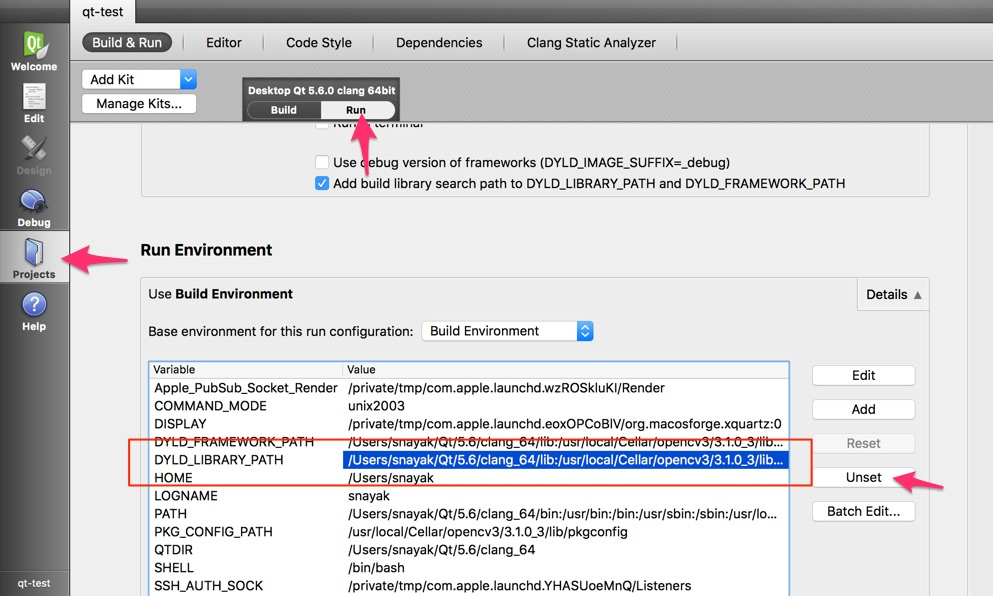 qt-test
Build & Run
Editor
Code Style
Dependencies
Clang Static Analyzer
Welcome
Edit
Design
Debug
Projects
Help
qt-test
Add Kit
Manage Kits...
Desktop Qt 5.6.0 clang 64bit
Build
Run
Use debug version of frameworks (DYLD_IMAGE_SUFFIX=_debug)
Add build library search path to DYLD_LIBRARY_PATH and DYLD_FRAMEWORK_PATH
Run Environment
Use Build Environment
Details
Base environment for this run configuration:
Build Environment
Variable Value
Apple_PubSub_Socket_Render /private/tmp/com.apple.launchd.wzROSkluKl/Render
COMMAND_MODE unix2003
DISPLAY /private/tmp/com.apple.launchd.eoxOPCoBlV/org.macosforge.xquartz:0
DYLD_FRAMEWORK_PATH /Users/snayak/Qt/5.6/clang_64/lib:/usr/local/Cellar/opencv3/3.1.0_3/lib...
DYLD_LIBRARY_PATH /Users/snayak/Qt/5.6/clang_64/lib:/usr/local/Cellar/opencv3/3.1.0_3/lib...
HOME /Users/snayak
LOGNAME snayak
PATH /Users/snayak/Qt/5.6/clang_64/bin:/usr/bin:/bin:/usr/sbin:/sbin:/usr/lo...
PKG_CONFIG_PATH /usr/local/Cellar/opencv3/3.1.0_3/lib/pkgconfig
QTDIR /Users/snayak/Qt/5.6/clang_64
SHELL /bin/bash
SSH_AUTH_SOCK /private/tmp/com.apple.launchd.YHASUoeMnQ/Listeners
Edit
Add
Reset
Unset
Batch Edit...